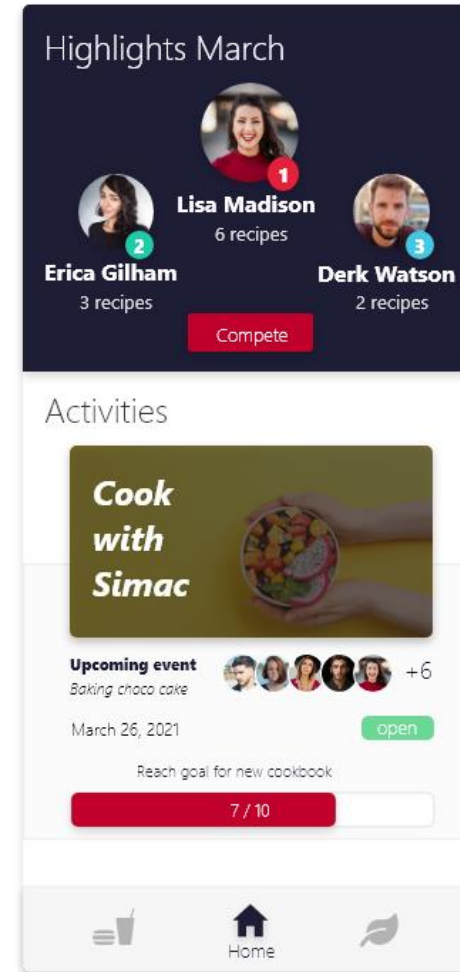 Highlights March
1
Lisa Madison
6 recipes
2
Erica Gilham
3 recipes
3
Derk Watson
2 recipes
Compete
Activities
Cook
with
Simac
Upcoming event
Baking choco cake
+6
March 26, 2021
open
Reach goal for new cookbook
7 / 10
Home